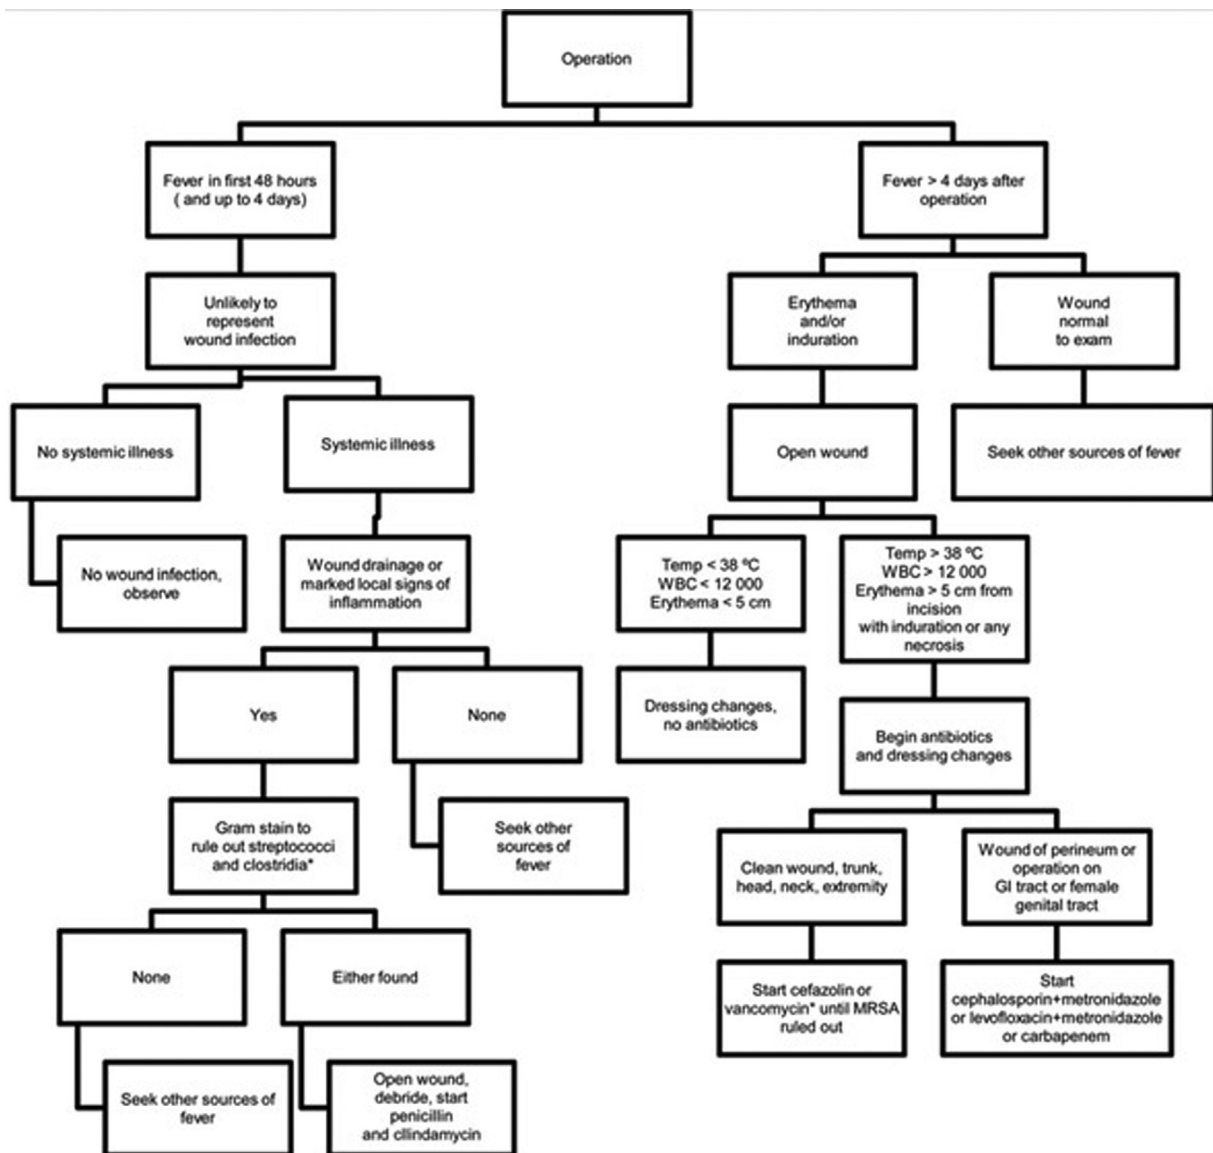 Operation
Fever in first 48 hours
( and up to 4 days)
Fever > 4 days after
operation
Unlikely to
represent
wound infection
Erythema
and/or
induration
Wound
normal
to exam
No systemic illness
Systemic illness
Open wound
Seek other sources of fever
No wound infection,
observe
Wound drainage or
marked local signs of
inflammation
Temp < 38 ºC
WBC < 12 000
Erythema < 5 cm
Temp > 38 ºC
WBC > 12 000
Erythema > 5 cm from
incision
with induration or any
necrosis
Yes
None
Dressing changes,
no antibiotics
Begin antibiotics
and dressing changes
Gram stain to
rule out streptococci
and clostridia*
Seek other
sources of
fever
Clean wound, trunk,
head, neck, extremity
Wound of perineum or
operation on
GI tract or female
genital tract
None
Either found
Start cefazolin or
vancomycin* until MRSA
ruled out
Start
cephalosporin+metronidazole
or levofloxacin+metronidazole
or carbapenem
Seek other sources of
fever
Open wound,
debride, start
penicillin
and cllindamycin